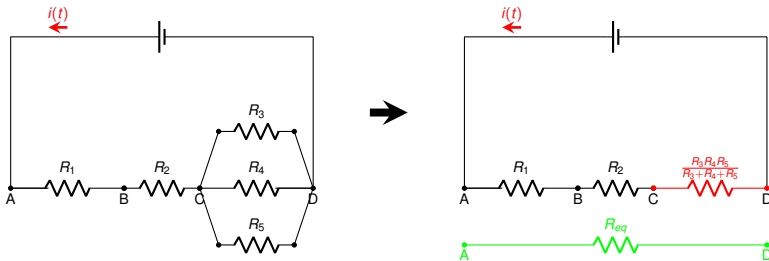 i(t)
i(t)
R3
R1
R2
R4
A
B
C
D
R5
R1
R2
R3R4R5
R3+R4+R5
A
B
C
D
Req
A
D